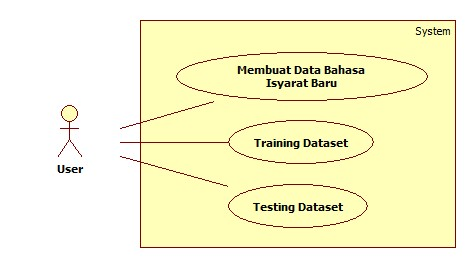 System
Membuat Data Bahasa
Isyarat Baru
Training Dataset
User
Testing Dataset